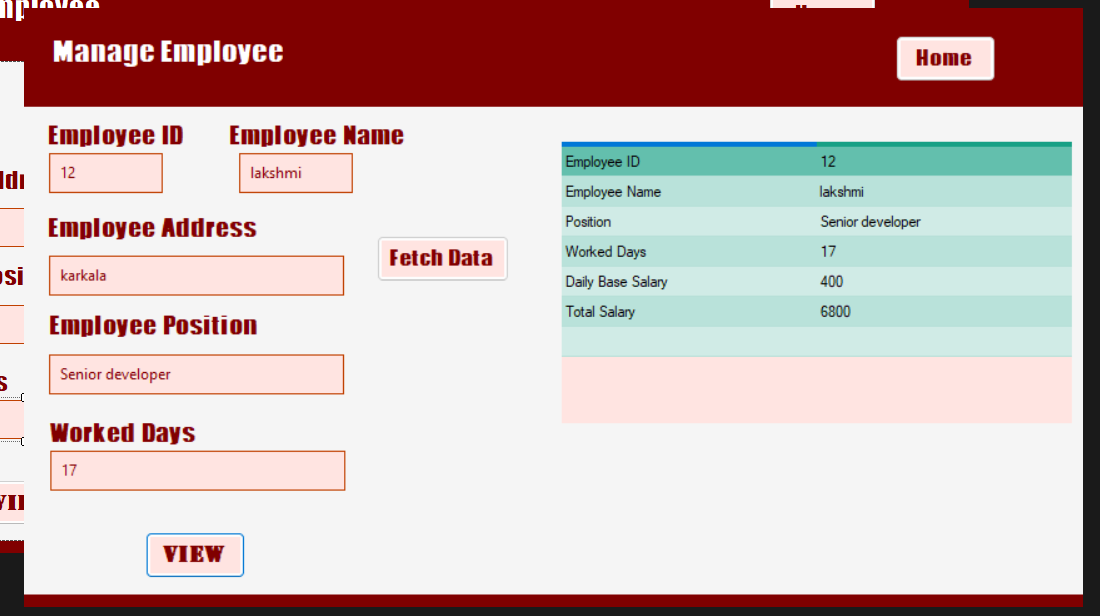 Manage Employee
Home
Employee ID
Employee Name
12
lakshmi
Employee Address
karkala
Fetch Data
Employee Position
Senior developer
Worked Days
17
VIEW
Employee ID 12
Employee Name lakshmi
Position Senior developer
Worked Days 17
Daily Base Salary 400
Total Salary 6800